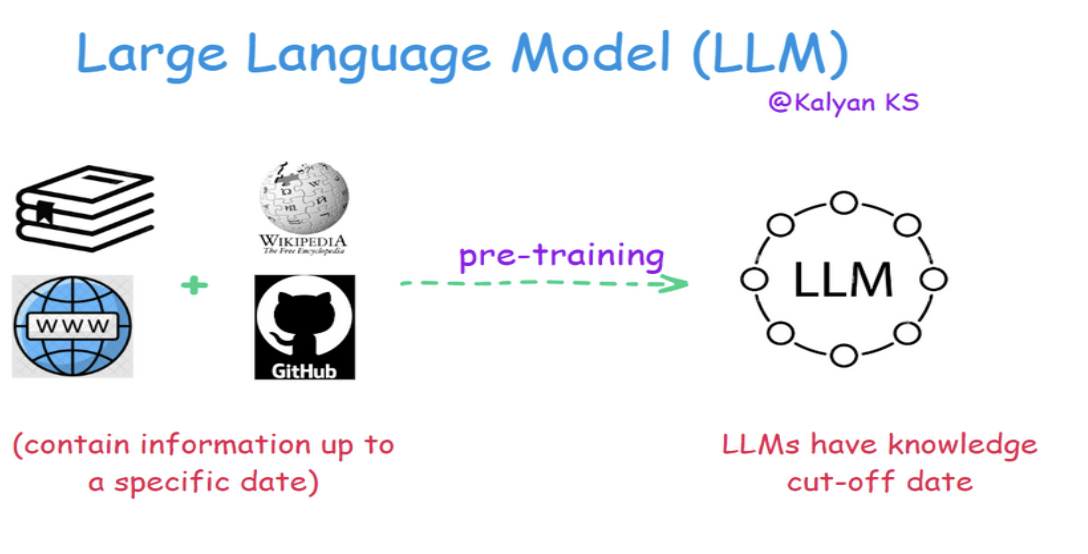 Large Language Model (LLM)
@Kalyan KS
WIKIPEDIA
The Free Encyclopedia
WWW
GitHub
pre-training
LLM
(contain information up to
a specific date)
LLMs have knowledge
cut-off date